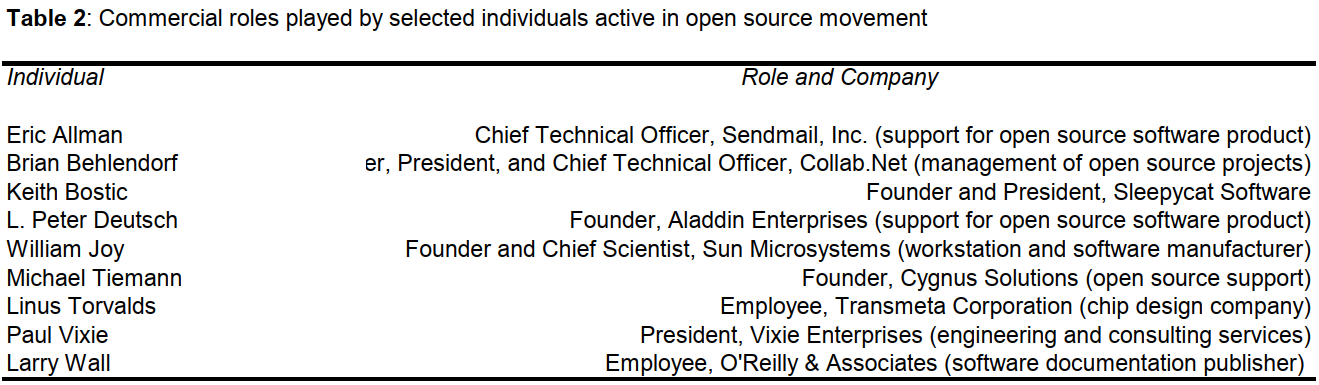 Table 2: Commercial roles played by selected individuals active in open source movement
Individual Role and Company
Eric Allman Chief Technical Officer, Sendmail, Inc. (support for open source software product)
Brian Behlendorf er, President, and Chief Technical Officer, Collab.Net (management of open source projects)
Keith Bostic Founder and President, Sleepycat Software
L. Peter Deutsch Founder, Aladdin Enterprises (support for open source software product)
William Joy Founder and Chief Scientist, Sun Microsystems (workstation and software manufacturer)
Michael Tiemann Founder, Cygnus Solutions (open source support)
Linus Torvalds Employee, Transmeta Corporation (chip design company)
Paul Vixie President, Vixie Enterprises (engineering and consulting services)
Larry Wall Employee, O'Reilly & Associates (software documentation publisher)